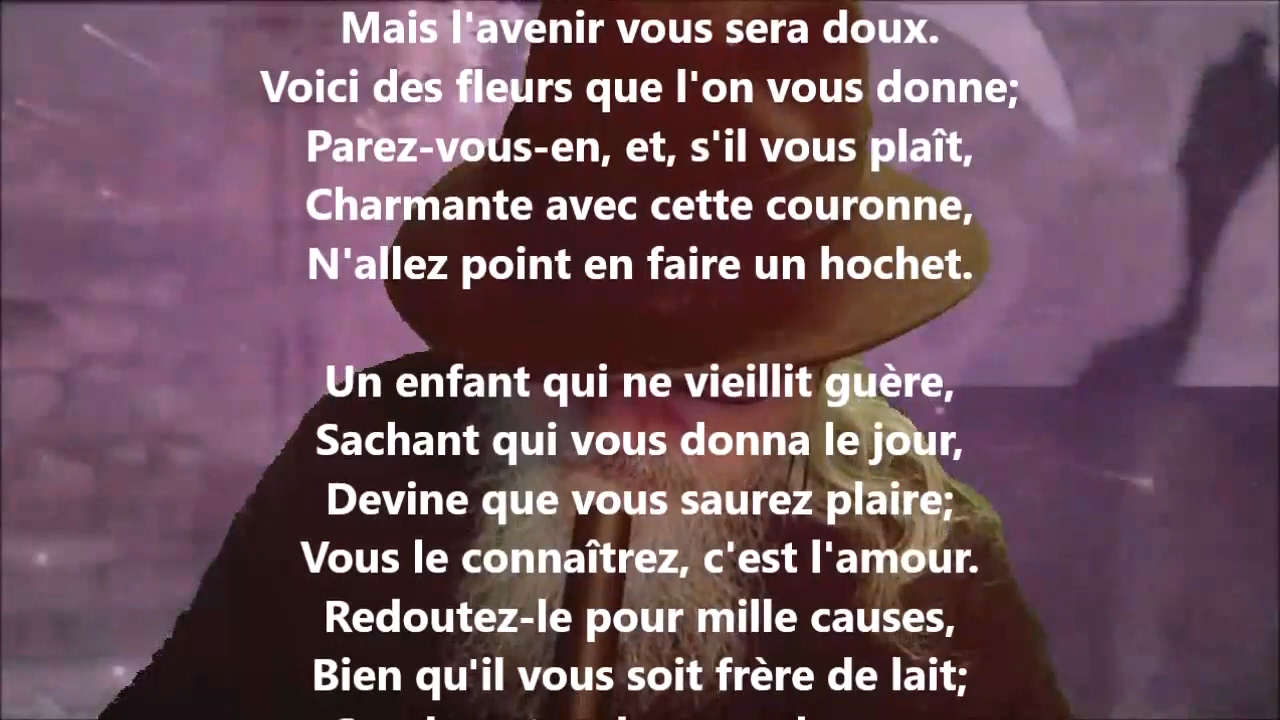 Mais l'avenir vous sera doux.
Voici des fleurs que l'on vous donne;
Parez-vous-en, et, s'il vous plaît,
Charmante avec cette couronne,
N'allez point en faire un hochet.
Un enfant qui ne vieillit guère,
Sachant qui vous donna le jour,
Devine que vous saurez plaire;
Vous le connaîtrez, c'est l'amour.
Redoutez-le pour mille causes,
Bien qu'il vous soit frère de lait;